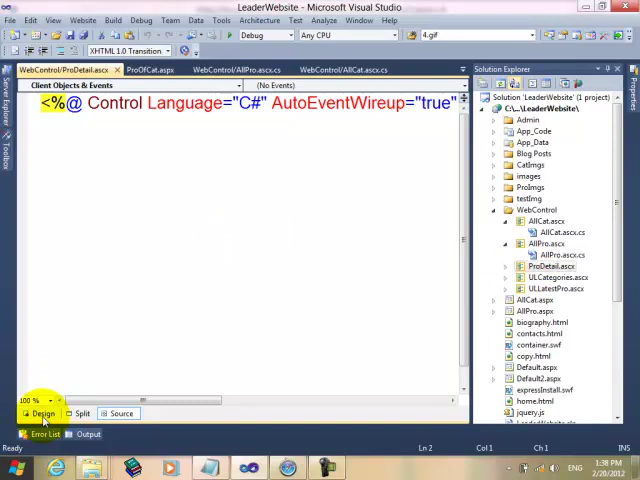 LeaderWebsite - Microsoft Visual Studio
File Edit View Website Build Debug Team Data Tools Architecture Test Analyze Window Help
Debug Any CPU 4.gif
XHTML 1.0 Transition
WebControl/ProDetail.ascx ProOfCat.aspx WebControl/AllPro.ascx.cs WebControl/AllCat.ascx.cs
Client Objects & Events (No Events)
<%@ Control Language="C#" AutoEventWireup="true"
Server Explorer
Toolbox
Solution Explorer
Solution 'LeaderWebsite' (1 project)
C:\...\LeaderWebsite\
Admin
App_Code
App_Data
Blog Posts
CatImgs
images
ProImgs
testImg
WebControl
AllCat.ascx
AllCat.ascx.cs
AllPro.ascx
AllPro.ascx.cs
ProDetail.ascx
ULCategories.ascx
ULLatestPro.ascx
AllCat.aspx
AllPro.aspx
biography.html
contacts.html
container.swf
copy.html
Default.aspx
Default2.aspx
expressInstall.swf
home.html
jquery.js
Properties
100 %
Design Split Source
Error List Output
Ready Ln 2 Col 1 Ch 1
ENG 1:38 PM
2/20/2012